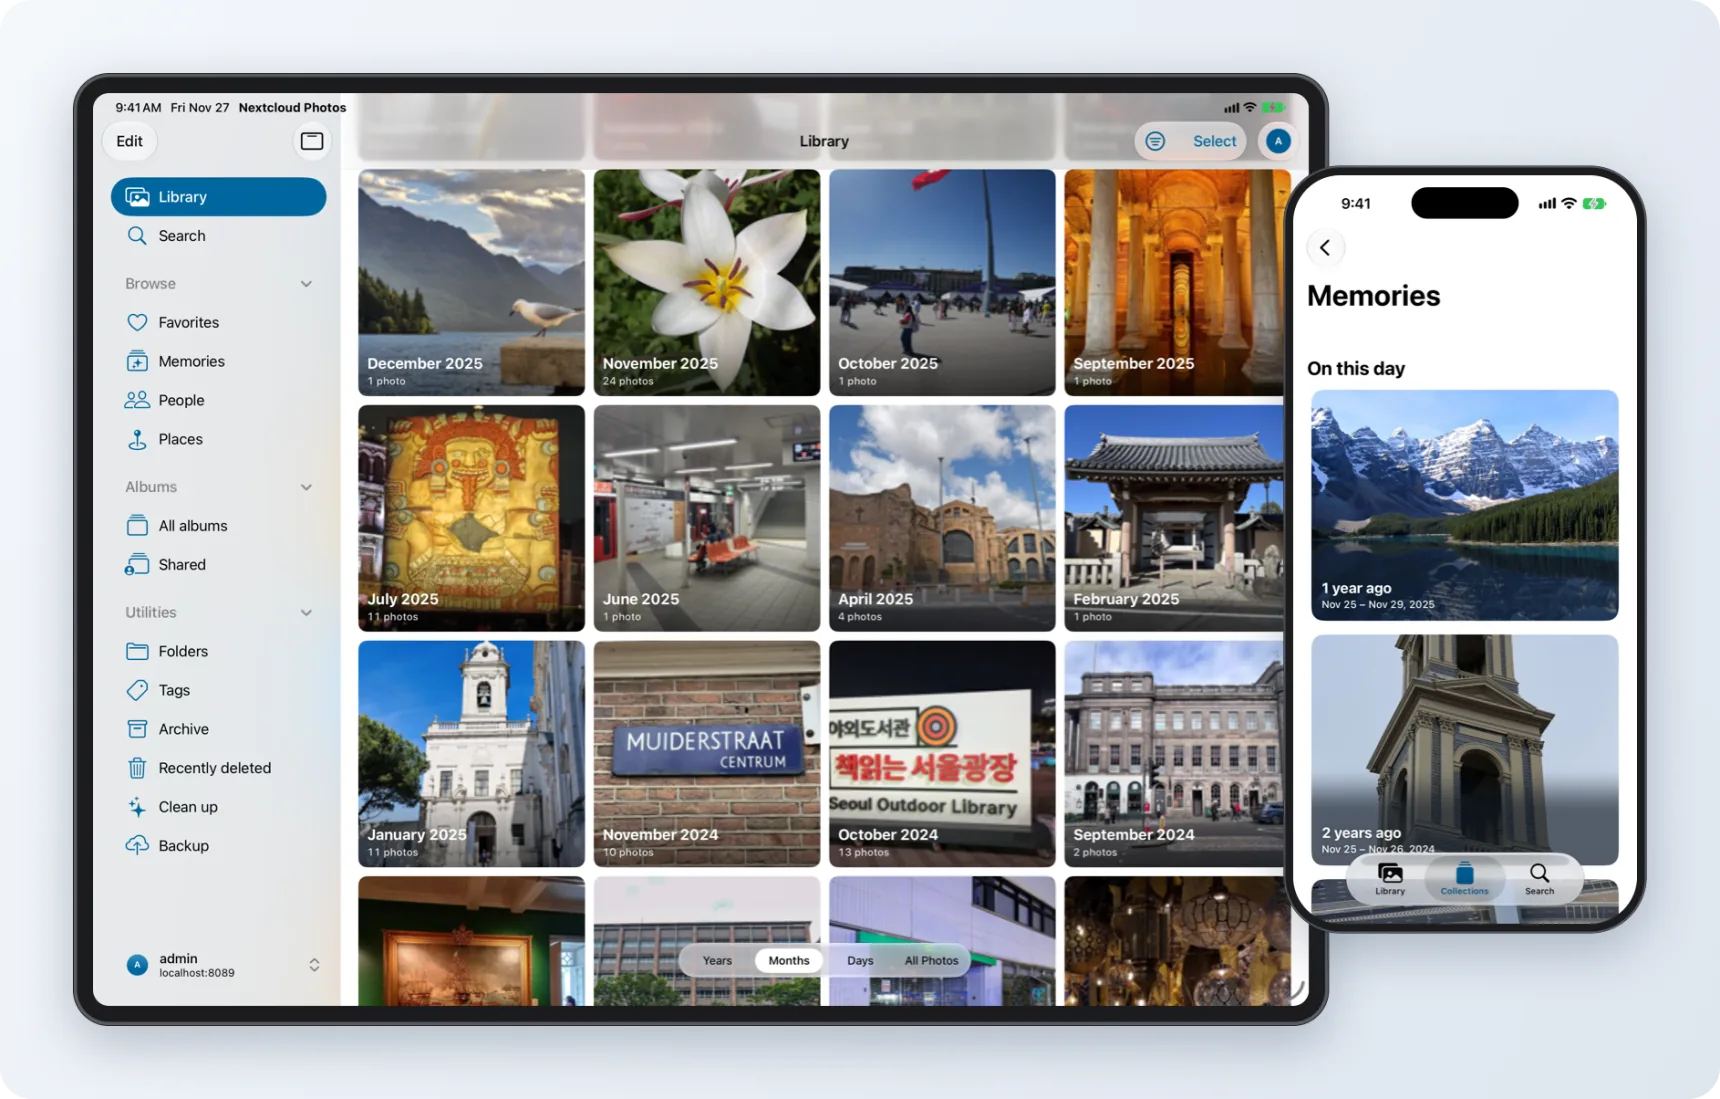 9:41 AM Fri Nov 27 Nextcloud Photos
Edit
Library
Select
A
Library
Search
Browse
Favorites
Memories
People
Places
Albums
All albums
Shared
Utilities
Folders
Tags
Archive
Recently deleted
Clean up
Backup
A
admin
localhost:8089
December 2025
1 photo
November 2025
24 photos
October 2025
1 photo
September 2025
1 photo
July 2025
11 photos
June 2025
1 photo
April 2025
4 photos
February 2025
1 photo
January 2025
11 photos
MUIDERSTRAAT
CENTRUM
November 2024
10 photos
야외도서관
책읽는 서울광장
Seoul Outdoor Library
October 2024
13 photos
September 2024
2 photos
Years Months Days All Photos
9:41
Memories
On this day
1 year ago
Nov 25 – Nov 29, 2025
2 years ago
Nov 25 – Nov 26, 2024
Library Collections Search